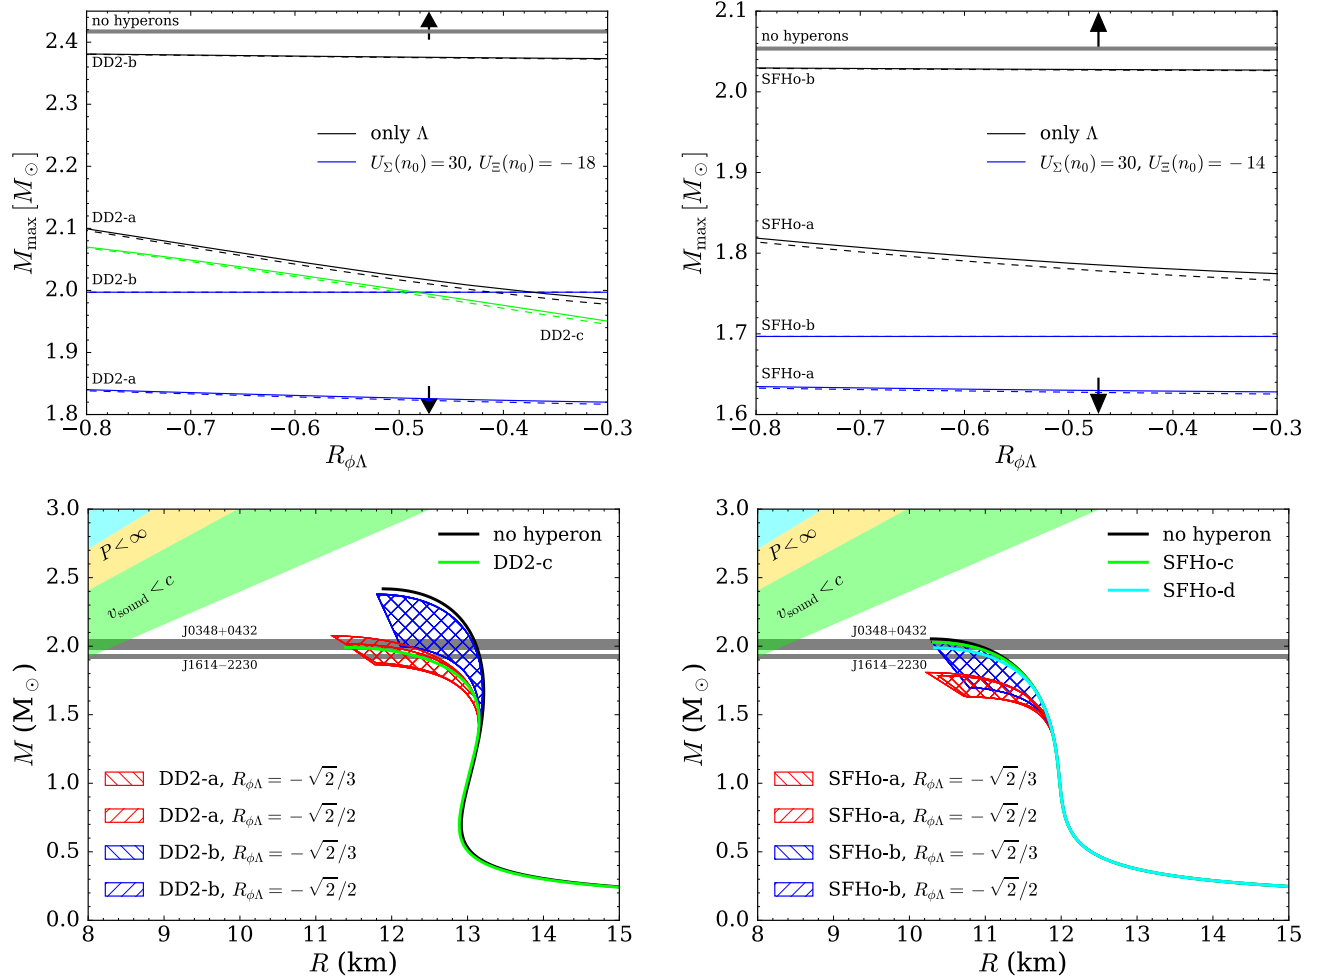 no hyperons
DD2-b
only Λ
U_Σ(n_0) = 30, U_Ξ(n_0) = −18
DD2-a
DD2-b
DD2-c
DD2-a
M_max [M_⊙]
2.4
2.3
2.2
2.1
2.0
1.9
1.8
−0.8 −0.7 −0.6 −0.5 −0.4 −0.3
R_ϕΛ
no hyperons
SFHo-b
only Λ
U_Σ(n_0) = 30, U_Ξ(n_0) = −14
SFHo-a
SFHo-b
SFHo-a
M_max [M_⊙]
2.1
2.0
1.9
1.8
1.7
1.6
−0.8 −0.7 −0.6 −0.5 −0.4 −0.3
R_ϕΛ
P < ∞
v_sound < c
no hyperon
DD2-c
J0348+0432
J1614−2230
DD2-a, R_ϕΛ = −√2/3
DD2-a, R_ϕΛ = −√2/2
DD2-b, R_ϕΛ = −√2/3
DD2-b, R_ϕΛ = −√2/2
M (M_⊙)
3.0
2.5
2.0
1.5
1.0
0.5
0.0
8 9 10 11 12 13 14 15
R (km)
P < ∞
v_sound < c
no hyperon
SFHo-c
SFHo-d
J0348+0432
J1614−2230
SFHo-a, R_ϕΛ = −√2/3
SFHo-a, R_ϕΛ = −√2/2
SFHo-b, R_ϕΛ = −√2/3
SFHo-b, R_ϕΛ = −√2/2
M (M_⊙)
3.0
2.5
2.0
1.5
1.0
0.5
0.0
8 9 10 11 12 13 14 15
R (km)